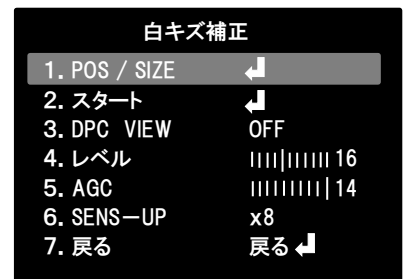 白キズ補正
1. POS / SIZE ↲
2. スタート ↲
3. DPC VIEW OFF
4. レベル 16
5. AGC 14
6. SENS－UP x8
7. 戻る 戻る ↲